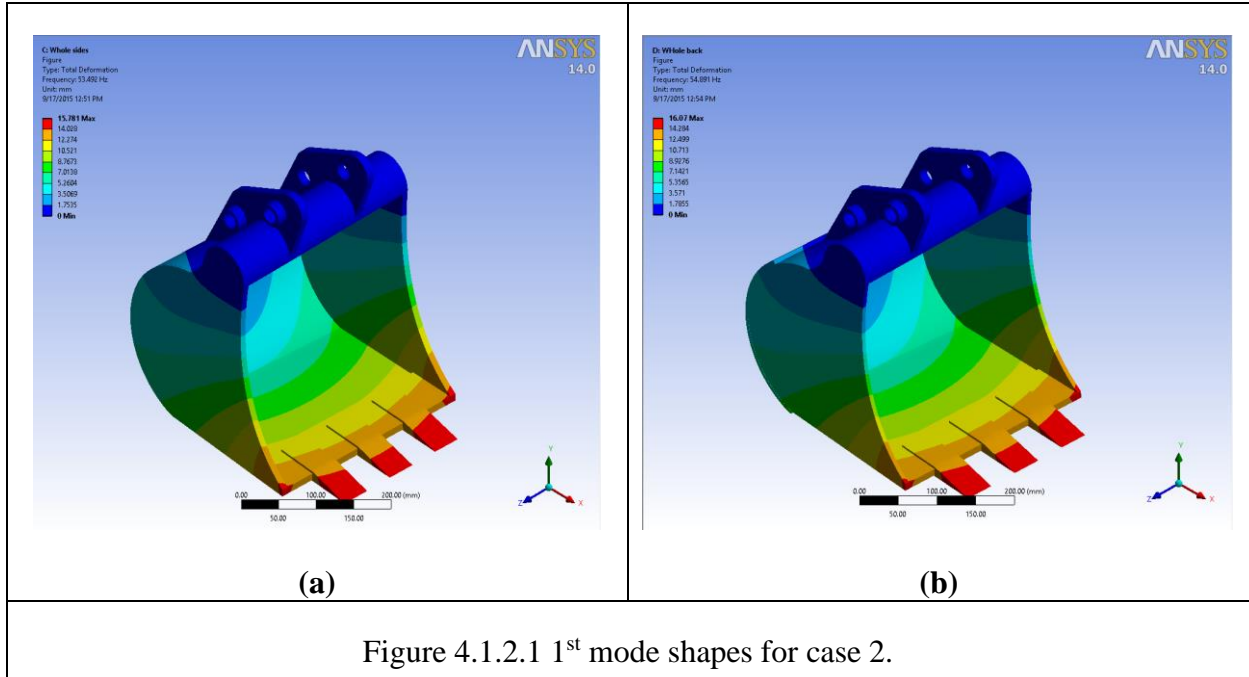 C: Whole sides
Figure
Type: Total Deformation
Frequency: 53.492 Hz
Unit: mm
9/17/2015 12:51 PM
15.781 Max
14.028
12.274
10.521
8.7673
7.0138
5.2604
3.5069
1.7535
0 Min
ANSYS
14.0
0.00 100.00 200.00 (mm)
50.00 150.00
Y
Z X
(a)
D: WHole back
Figure
Type: Total Deformation
Frequency: 54.891 Hz
Unit: mm
9/17/2015 12:54 PM
16.07 Max
14.284
12.499
10.713
8.9276
7.1421
5.3565
3.571
1.7855
0 Min
ANSYS
14.0
0.00 100.00 200.00 (mm)
50.00 150.00
Y
Z X
(b)
Figure 4.1.2.1 1st mode shapes for case 2.